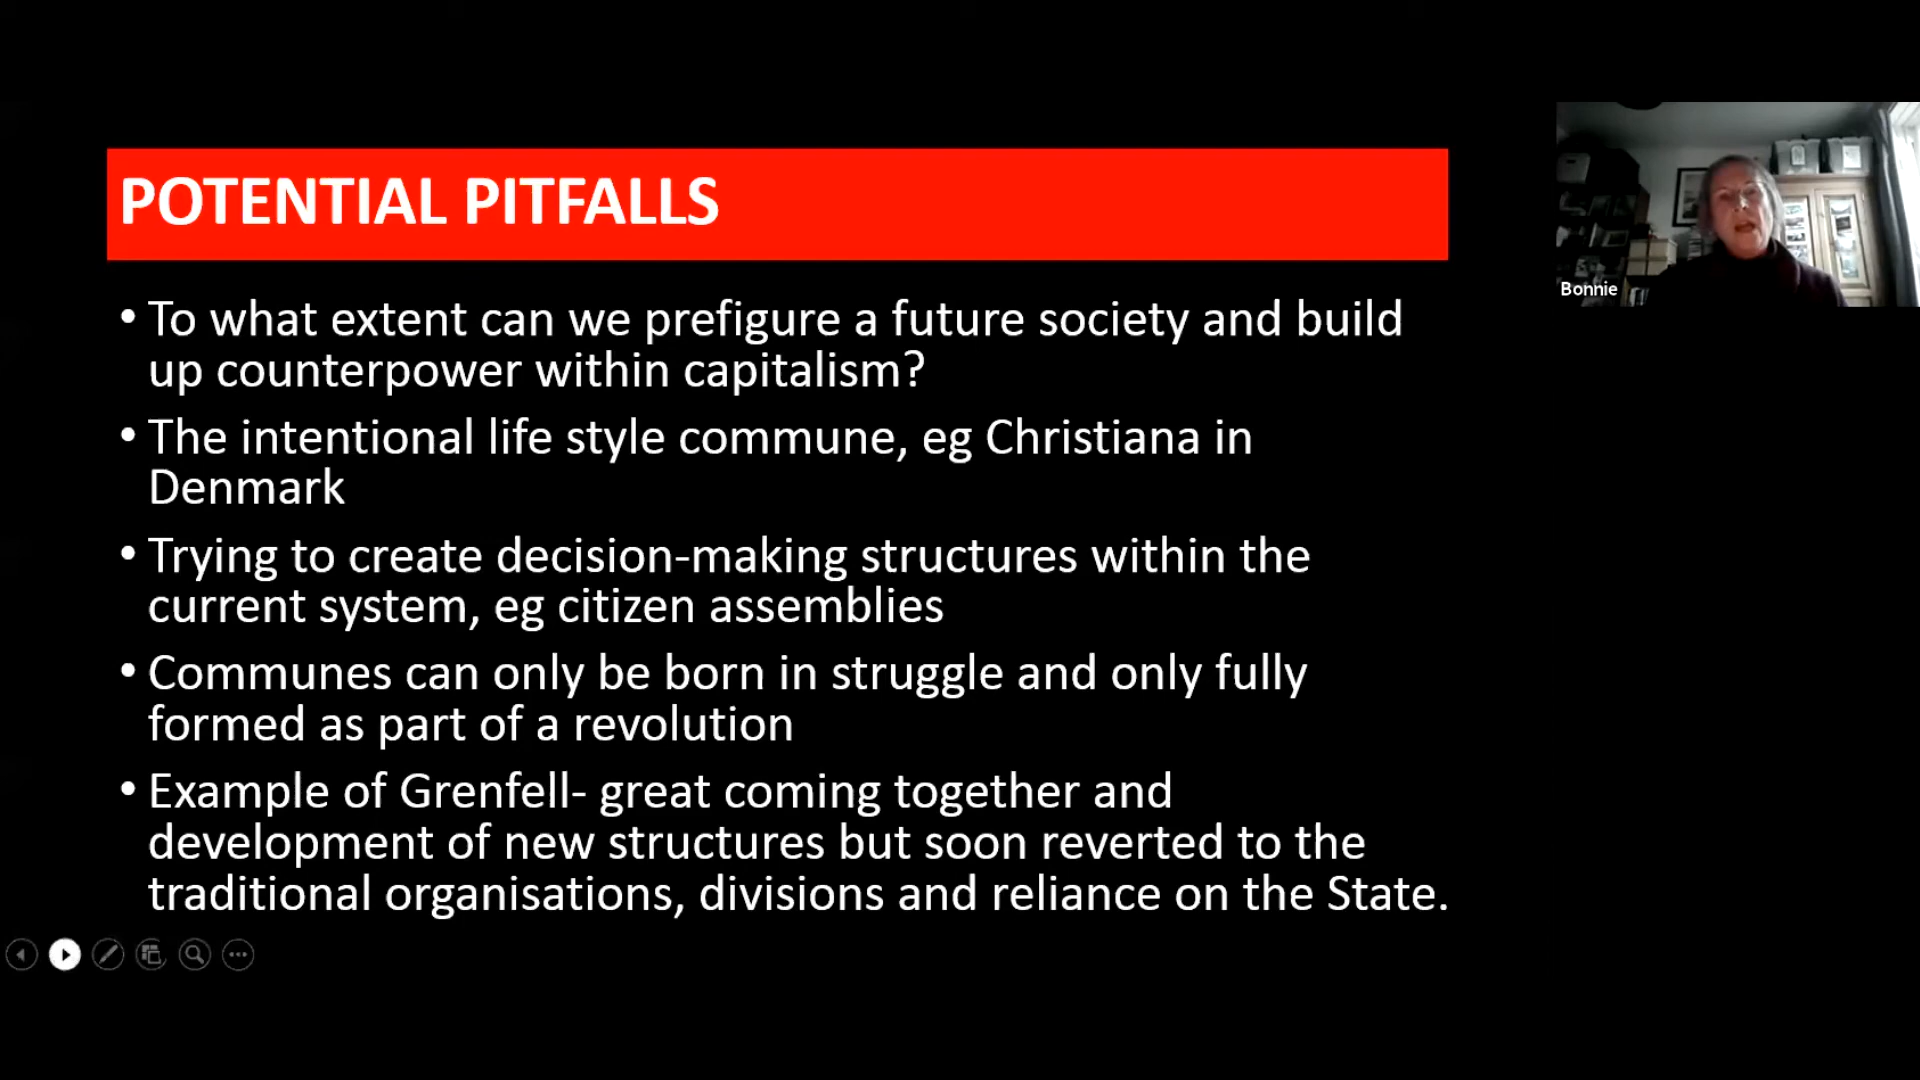 POTENTIAL PITFALLS
• To what extent can we prefigure a future society and build
up counterpower within capitalism?
• The intentional life style commune, eg Christiana in
Denmark
• Trying to create decision-making structures within the
current system, eg citizen assemblies
• Communes can only be born in struggle and only fully
formed as part of a revolution
• Example of Grenfell- great coming together and
development of new structures but soon reverted to the
traditional organisations, divisions and reliance on the State.
Bonnie